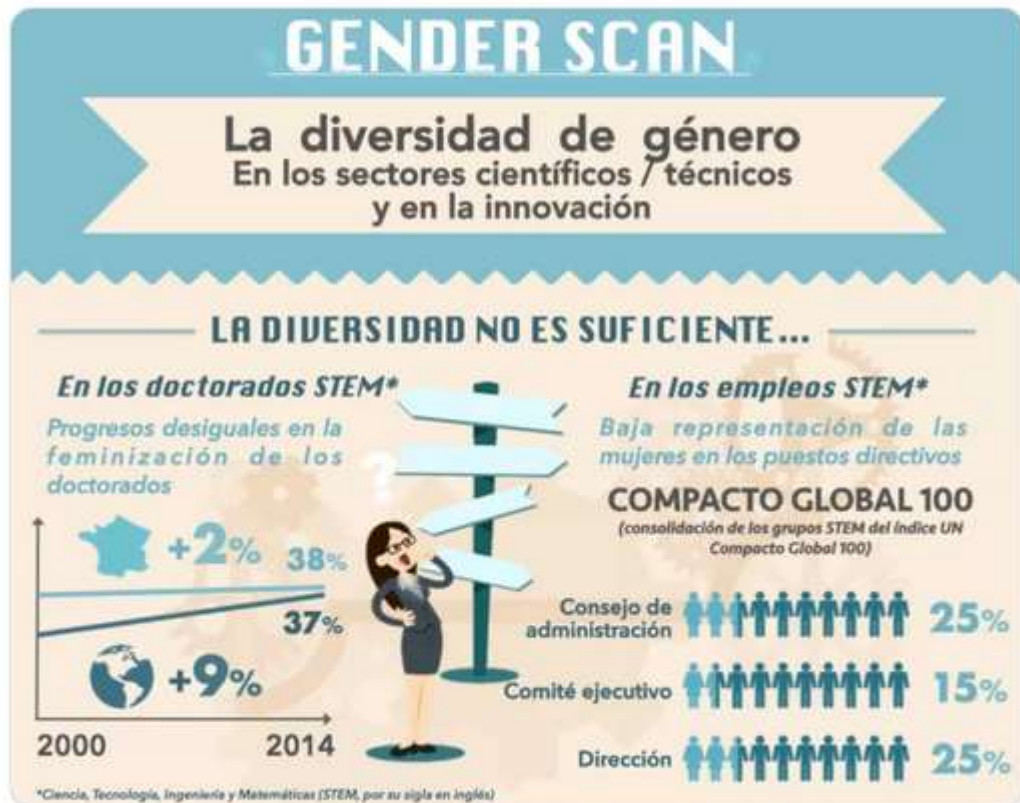 GENDER SCAN
La diversidad de género
En los sectores científicos / técnicos
y en la innovación
LA DIVERSIDAD NO ES SUFICIENTE...
En los doctorados STEM*
Progresos desiguales en la
feminización de los
doctorados
+2% 38%
37%
+9%
2000 2014
?
En los empleos STEM*
Baja representación de las
mujeres en los puestos directivos
COMPACTO GLOBAL 100
(consolidación de los grupos STEM del índice UN
Compacto Global 100)
Consejo de
administración 25%
Comité ejecutivo 15%
Dirección 25%
*Ciencia, Tecnología, Ingeniería y Matemáticas (STEM, por su sigla en inglés)